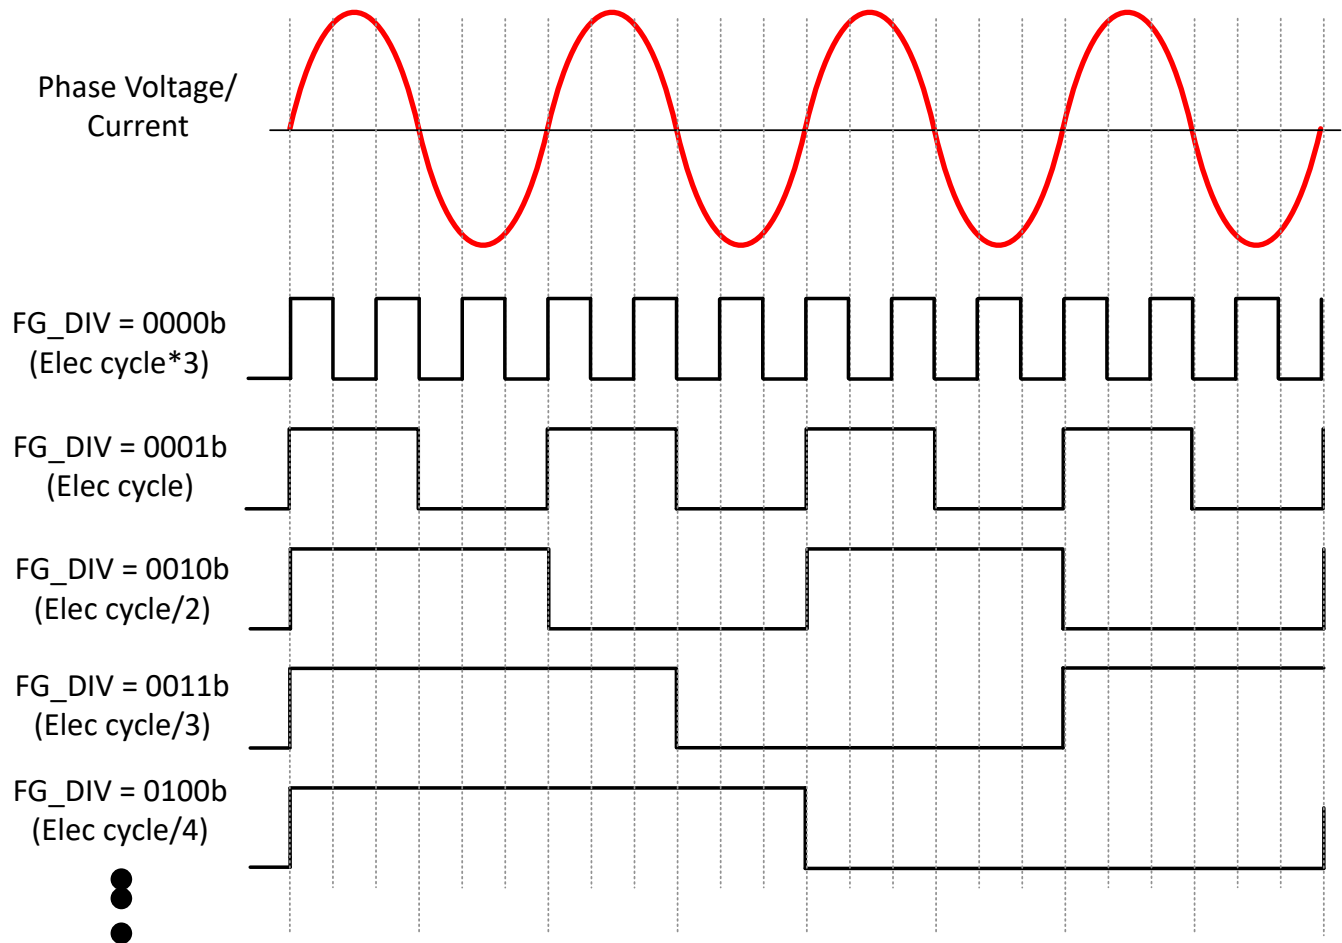 Phase Voltage/
Current
FG_DIV = 0000b
(Elec cycle*3)
FG_DIV = 0001b
(Elec cycle)
FG_DIV = 0010b
(Elec cycle/2)
FG_DIV = 0011b
(Elec cycle/3)
FG_DIV = 0100b
(Elec cycle/4)